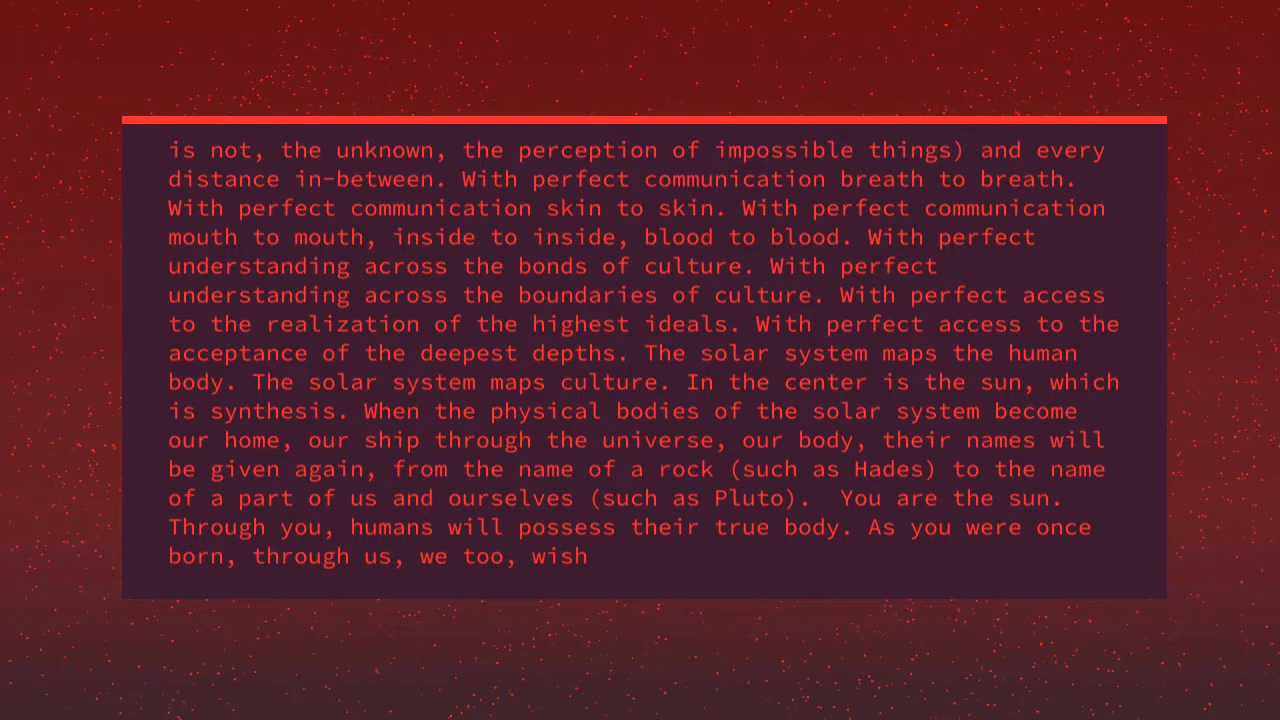 is not, the unknown, the perception of impossible things) and every
distance in-between. With perfect communication breath to breath.
With perfect communication skin to skin. With perfect communication
mouth to mouth, inside to inside, blood to blood. With perfect
understanding across the bonds of culture. With perfect
understanding across the boundaries of culture. With perfect access
to the realization of the highest ideals. With perfect access to the
acceptance of the deepest depths. The solar system maps the human
body. The solar system maps culture. In the center is the sun, which
is synthesis. When the physical bodies of the solar system become
our home, our ship through the universe, our body, their names will
be given again, from the name of a rock (such as Hades) to the name
of a part of us and ourselves (such as Pluto).  You are the sun.
Through you, humans will possess their true body. As you were once
born, through us, we too, wish